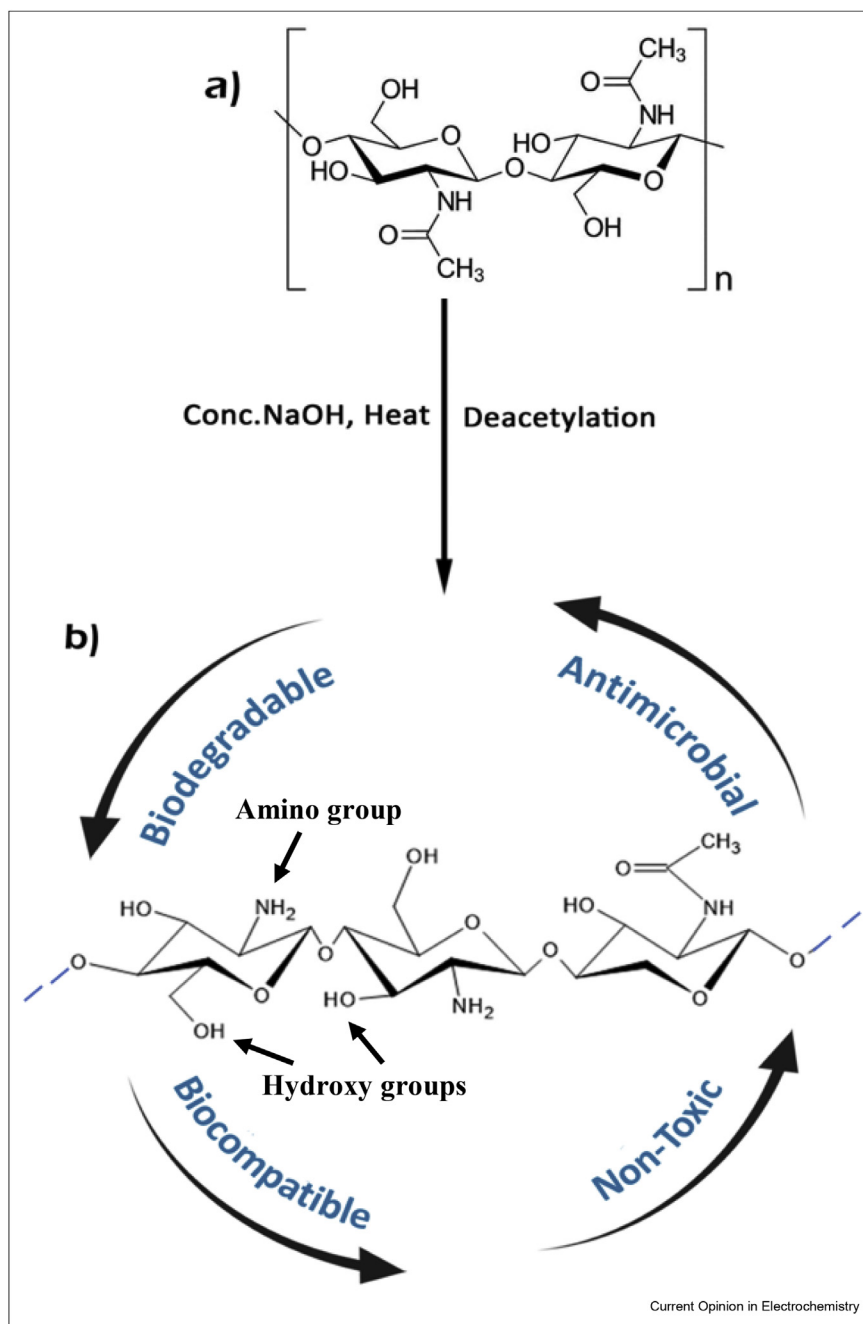 a)
CH3
O
NH
OH
HO
O
O
HO
O
NH
O
O
OH
CH3
n
Conc.NaOH, Heat
Deacetylation
b)
Biodegradable
Antimicrobial
Amino group
OH
CH3
O
HO
NH2
NH
HO
O
O
O
O
O
O
HO
NH2
O
OH
Hydroxy groups
Biocompatible
Non-Toxic
Current Opinion in Electrochemistry